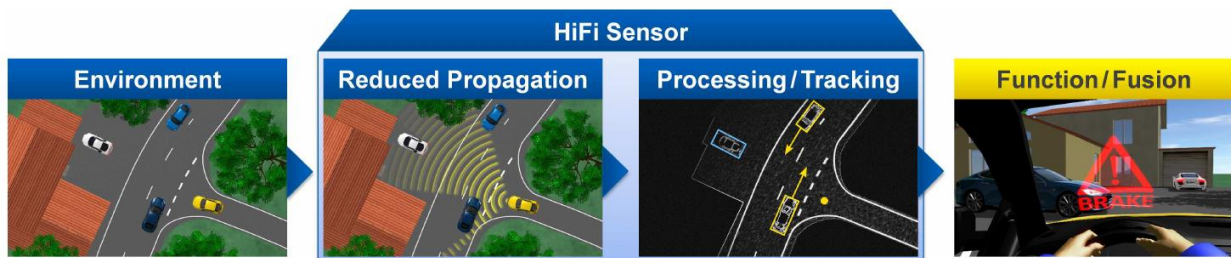 HiFi Sensor
Environment
Reduced Propagation
Processing/Tracking
Function/Fusion
BRAKE